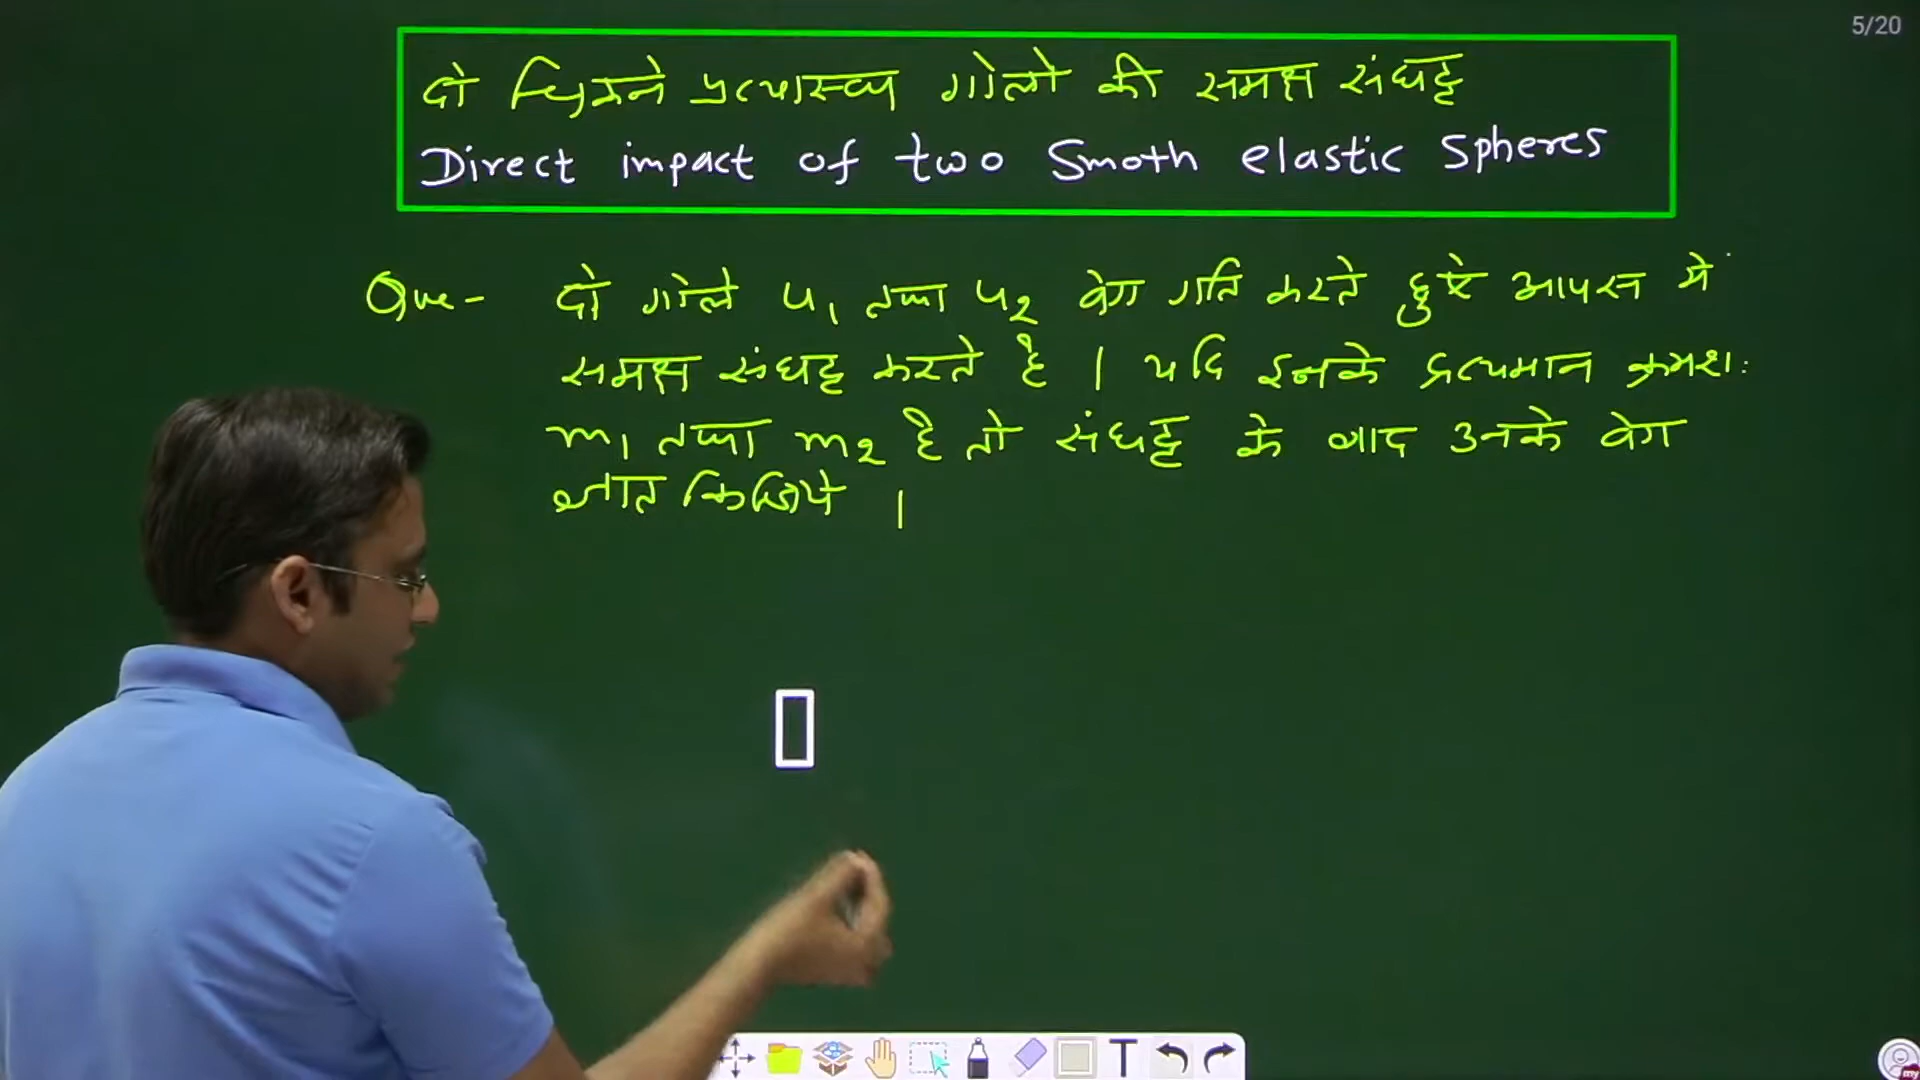 5/20
दो चिकने प्रत्यास्थ गोलो की समक्ष संघट्ट
Direct impact of two Smoth elastic Spheres
Que- दो गोले u1 तथा u2 वेग गति करते हुए आपस मे
समक्ष संघट्ट करते है । यदि इनके द्रव्यमान क्रमश:
m1 तथा m2 है तो संघट्ट के बाद उनके वेग
ज्ञात किजिये ।
T